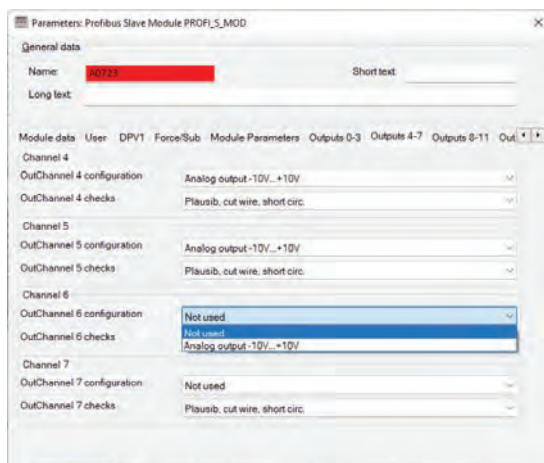 Parameters: Profibus Slave Module PROFI_S_MOD
General data
Name: AO723 Short text:
Long text:
Module data User DPV1 Force/Sub Module Parameters Outputs 0-3 Outputs 4-7 Outputs 8-11 Out
Channel 4
OutChannel 4 configuration Analog output -10V...+10V
OutChannel 4 checks Plausib, cut wire, short circ.
Channel 5
OutChannel 5 configuration Analog output -10V...+10V
OutChannel 5 checks Plausib, cut wire, short circ.
Channel 6
OutChannel 6 configuration Not used
Not used
OutChannel 6 checks Analog output -10V...+10V
Channel 7
OutChannel 7 configuration Not used
OutChannel 7 checks Plausib, cut wire, short circ.